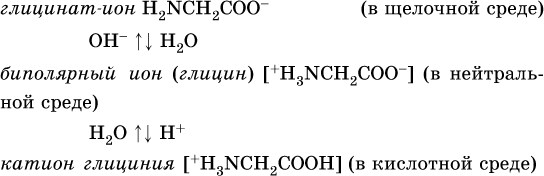 глицинат-ион H₂NCH₂COO⁻ (в щелочной среде)
OH⁻ ↑↓ H₂O
биполярный ион (глицин) [⁺H₃NCH₂COO⁻] (в нейтраль-
ной среде)
H₂O ↑↓ H⁺
катион глициния [⁺H₃NCH₂COOH] (в кислотной среде)